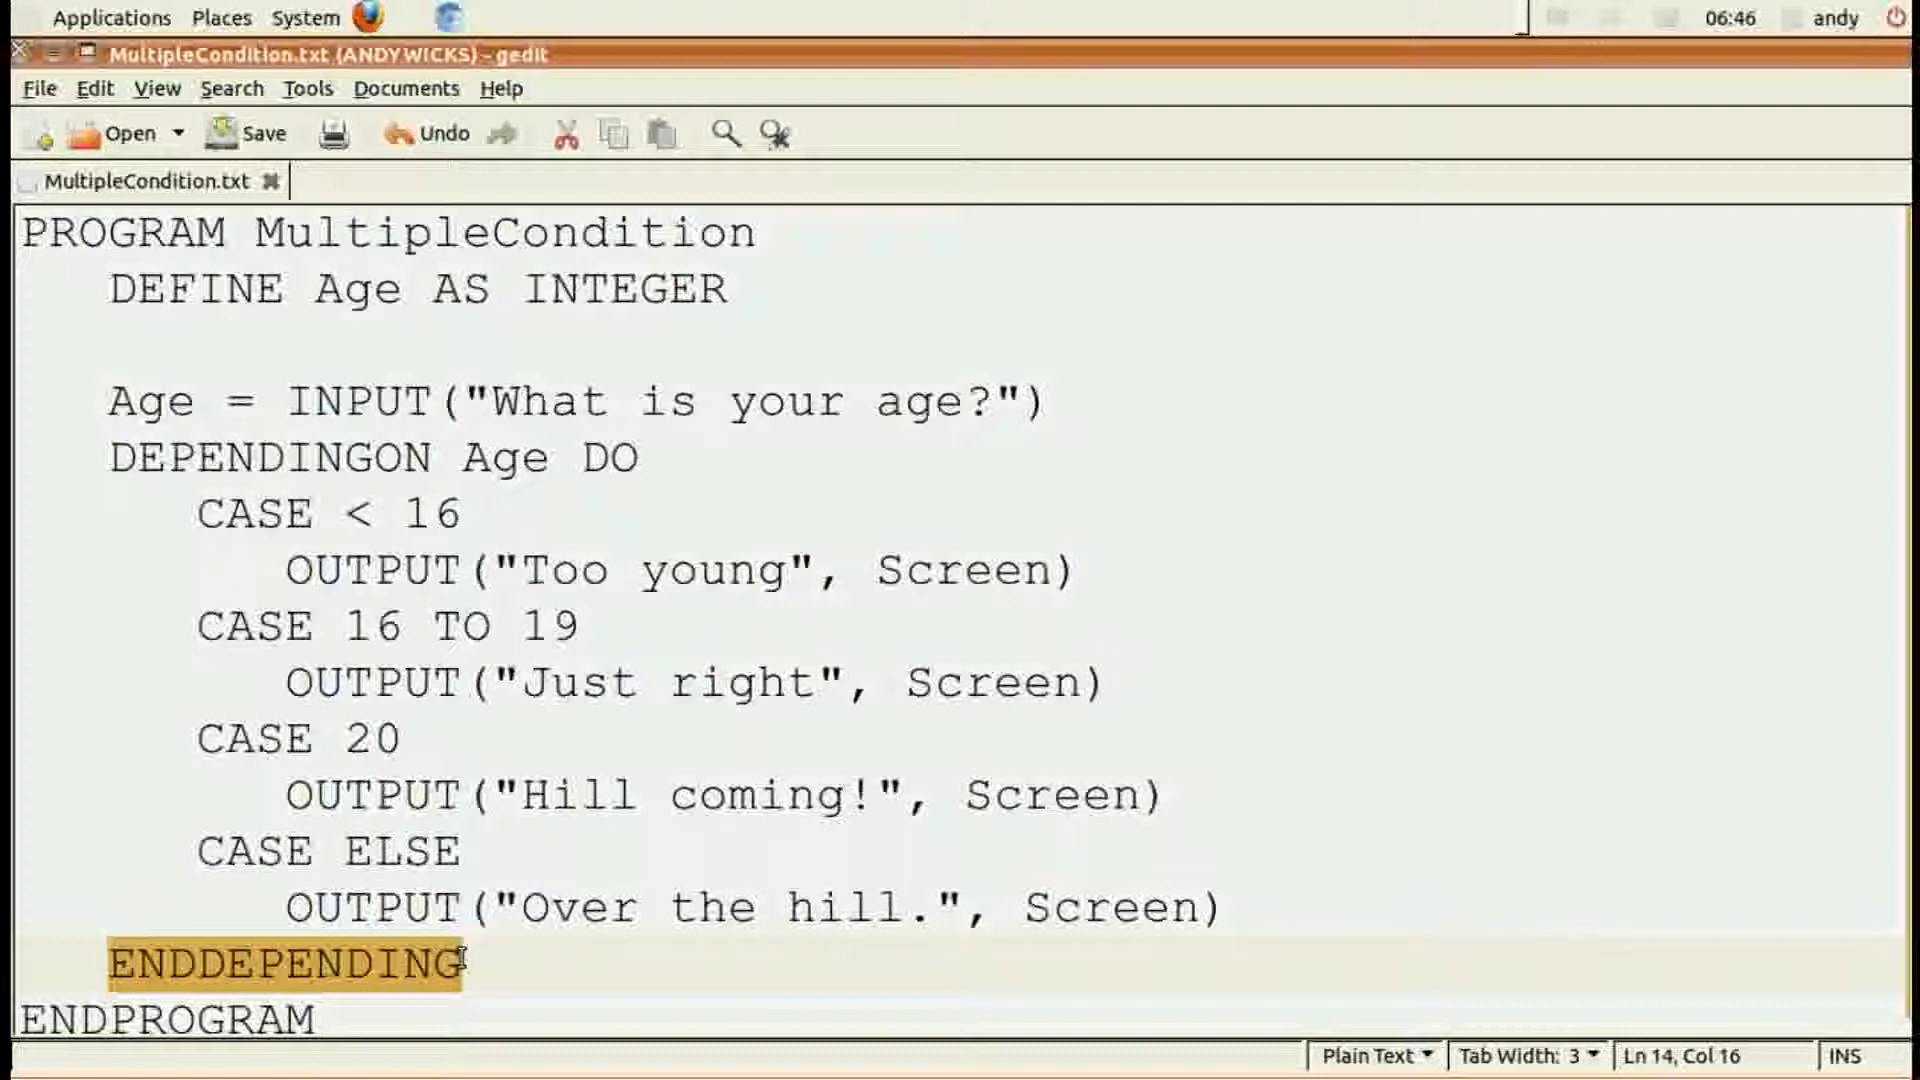 Applications Places System 06:46 andy
MultipleCondition.txt (ANDYWICKS) - gedit
File Edit View Search Tools Documents Help
Open Save Undo
MultipleCondition.txt
PROGRAM MultipleCondition
DEFINE Age AS INTEGER
Age = INPUT("What is your age?")
DEPENDINGON Age DO
CASE < 16
OUTPUT("Too young", Screen)
CASE 16 TO 19
OUTPUT("Just right", Screen)
CASE 20
OUTPUT("Hill coming!", Screen)
CASE ELSE
OUTPUT("Over the hill.", Screen)
ENDDEPENDING
ENDPROGRAM
Plain Text Tab Width: 3 Ln 14, Col 16 INS